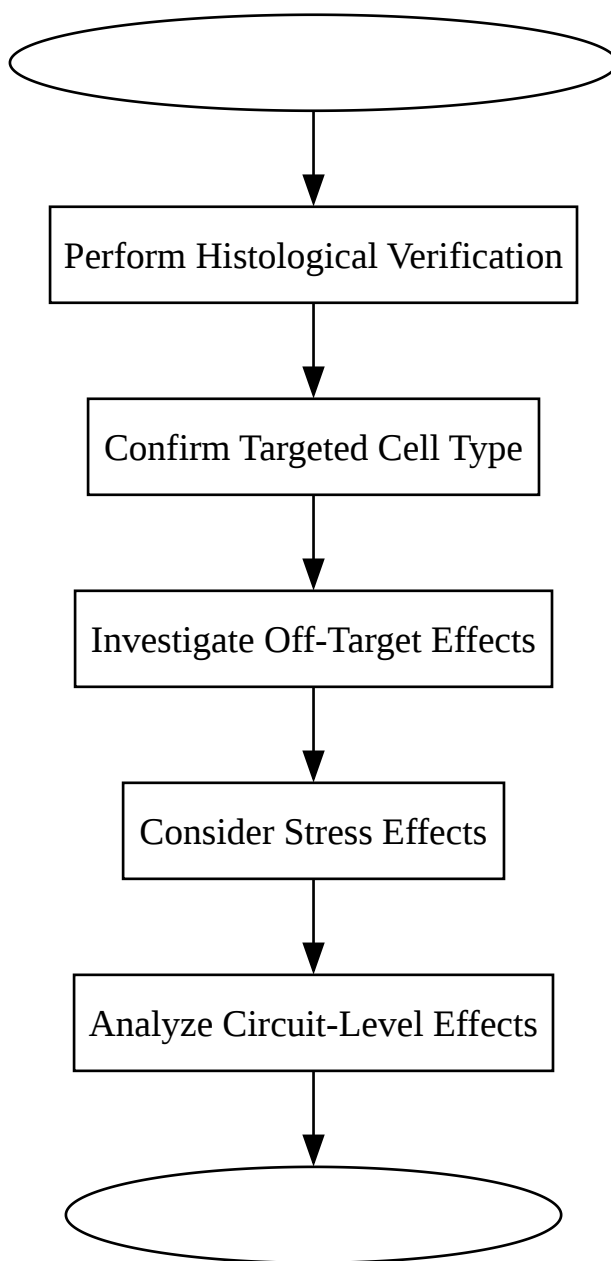 Perform Histological Verification
Confirm Targeted Cell Type
Investigate Off-Target Effects
Consider Stress Effects
Analyze Circuit-Level Effects